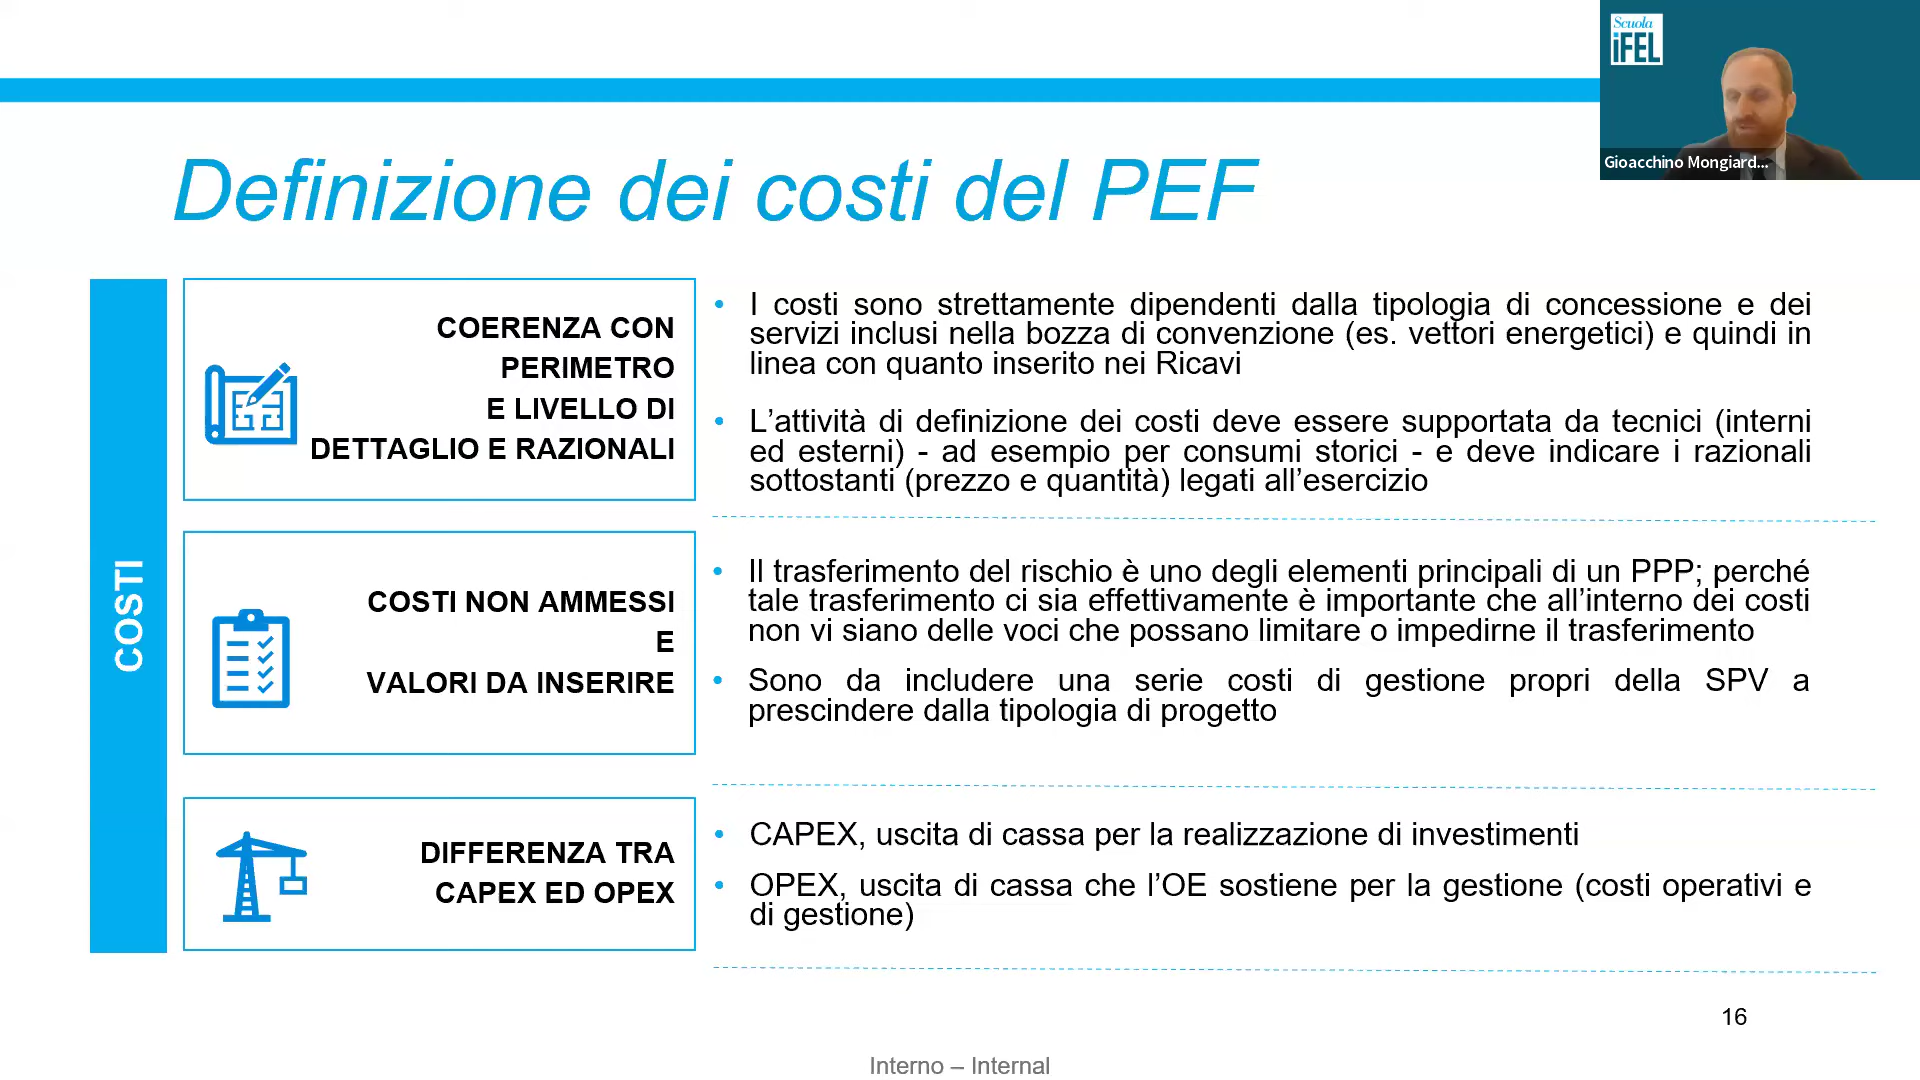 Scuola
iFEL
Gioacchino Mongiard...
Definizione dei costi del PEF
COSTI
COERENZA CON
PERIMETRO
E LIVELLO DI
DETTAGLIO E RAZIONALI
• I costi sono strettamente dipendenti dalla tipologia di concessione e dei
servizi inclusi nella bozza di convenzione (es. vettori energetici) e quindi in
linea con quanto inserito nei Ricavi
• L’attività di definizione dei costi deve essere supportata da tecnici (interni
ed esterni) - ad esempio per consumi storici - e deve indicare i razionali
sottostanti (prezzo e quantità) legati all’esercizio
COSTI NON AMMESSI
E
VALORI DA INSERIRE
• Il trasferimento del rischio è uno degli elementi principali di un PPP; perché
tale trasferimento ci sia effettivamente è importante che all’interno dei costi
non vi siano delle voci che possano limitare o impedirne il trasferimento
• Sono da includere una serie costi di gestione propri della SPV a
prescindere dalla tipologia di progetto
DIFFERENZA TRA
CAPEX ED OPEX
• CAPEX, uscita di cassa per la realizzazione di investimenti
• OPEX, uscita di cassa che l’OE sostiene per la gestione (costi operativi e
di gestione)
16
Interno – Internal